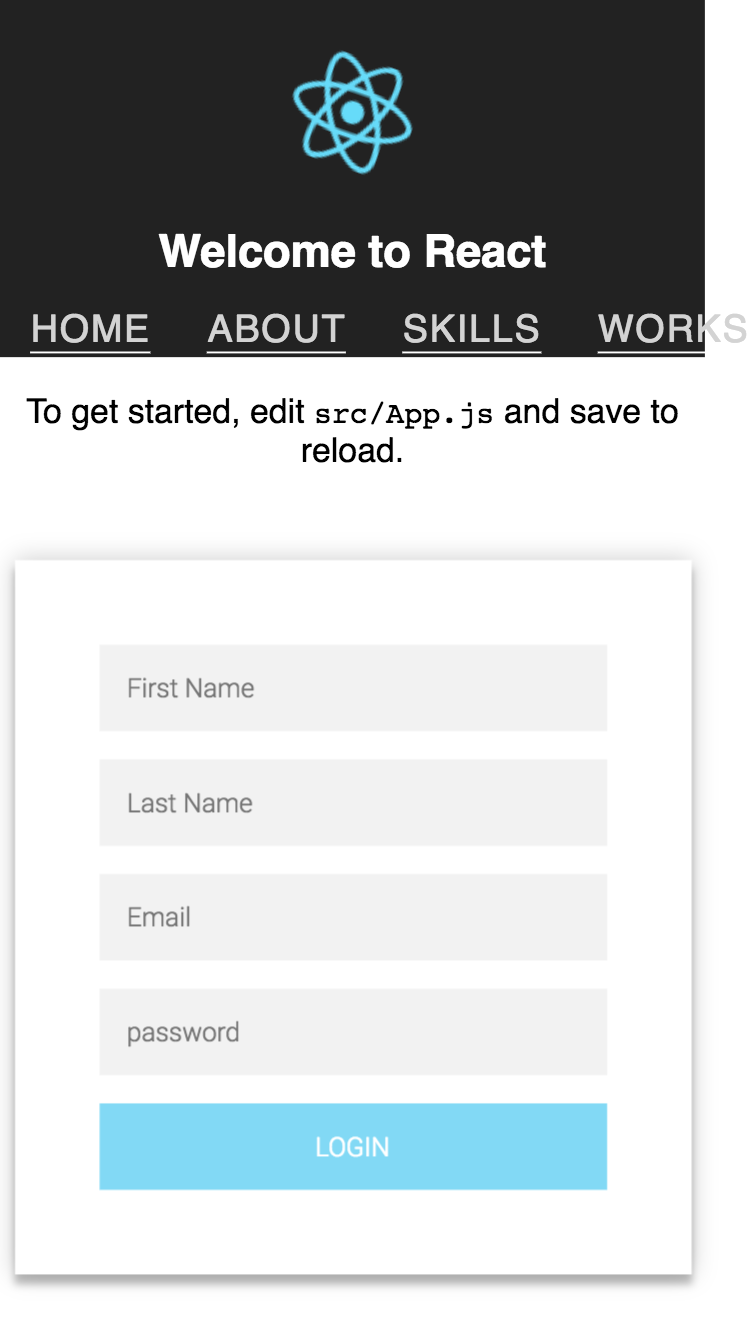 Welcome to React
HOME ABOUT SKILLS WORKS
To get started, edit src/App.js and save to
reload.
First Name
Last Name
Email
password
LOGIN